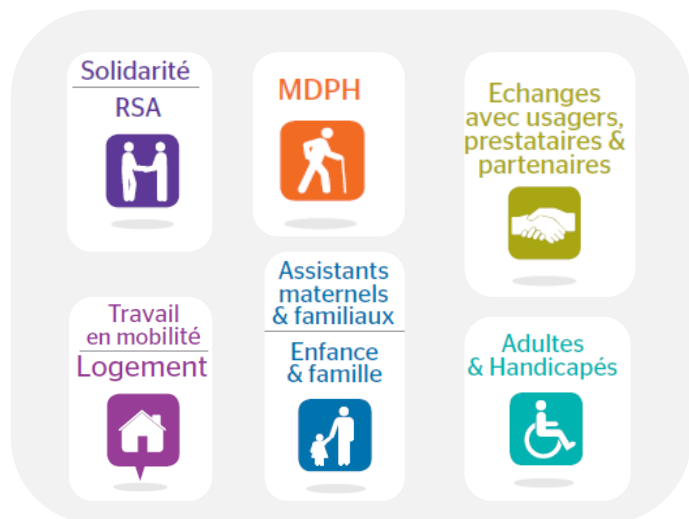 Solidarité
RSA
MDPH
Echanges
avec usagers,
prestataires &
partenaires
Travail
en mobilité
Logement
Assistants
maternels
& familiaux
Enfance
& famille
Adultes
& Handicapés